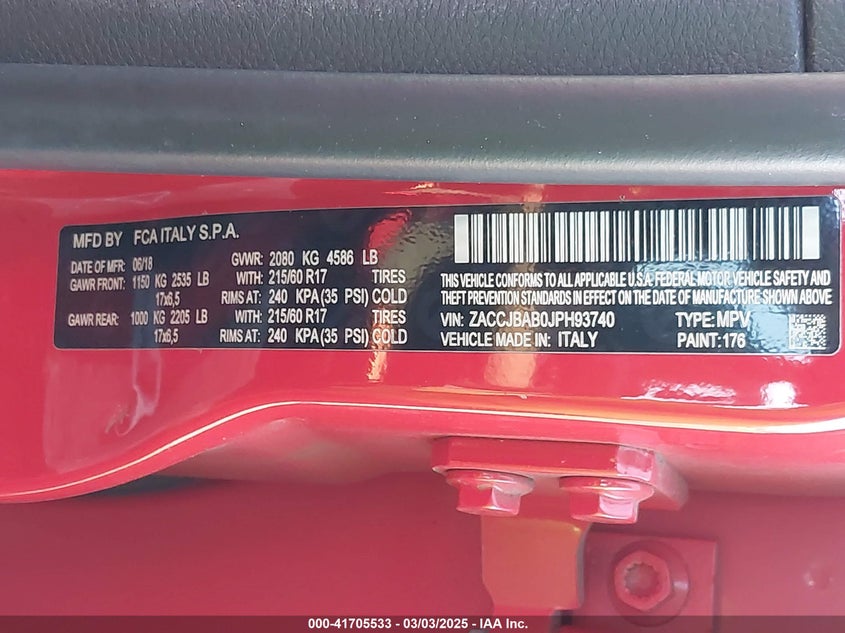 MFD BY FCA ITALY S.P.A.
DATE OF MFR: 06/18 GVWR: 2080 KG 4586 LB
GAWR FRONT: 1150 KG 2535 LB WITH: 215/60 R17 TIRES
17x6,5 RIMS AT: 240 KPA (35 PSI) COLD
GAWR REAR: 1000 KG 2205 LB WITH: 215/60 R17 TIRES
17x6,5 RIMS AT: 240 KPA (35 PSI) COLD
THIS VEHICLE CONFORMS TO ALL APPLICABLE U.S.A. FEDERAL MOTOR VEHICLE SAFETY AND
THEFT PREVENTION STANDARDS IN EFFECT ON THE DATE OF MANUFACTURE SHOWN ABOVE
VIN: ZACCJBAB0JPH93740 TYPE: MPV
VEHICLE MADE IN: ITALY PAINT: 176
000-41705533 - 03/03/2025 - IAA Inc.